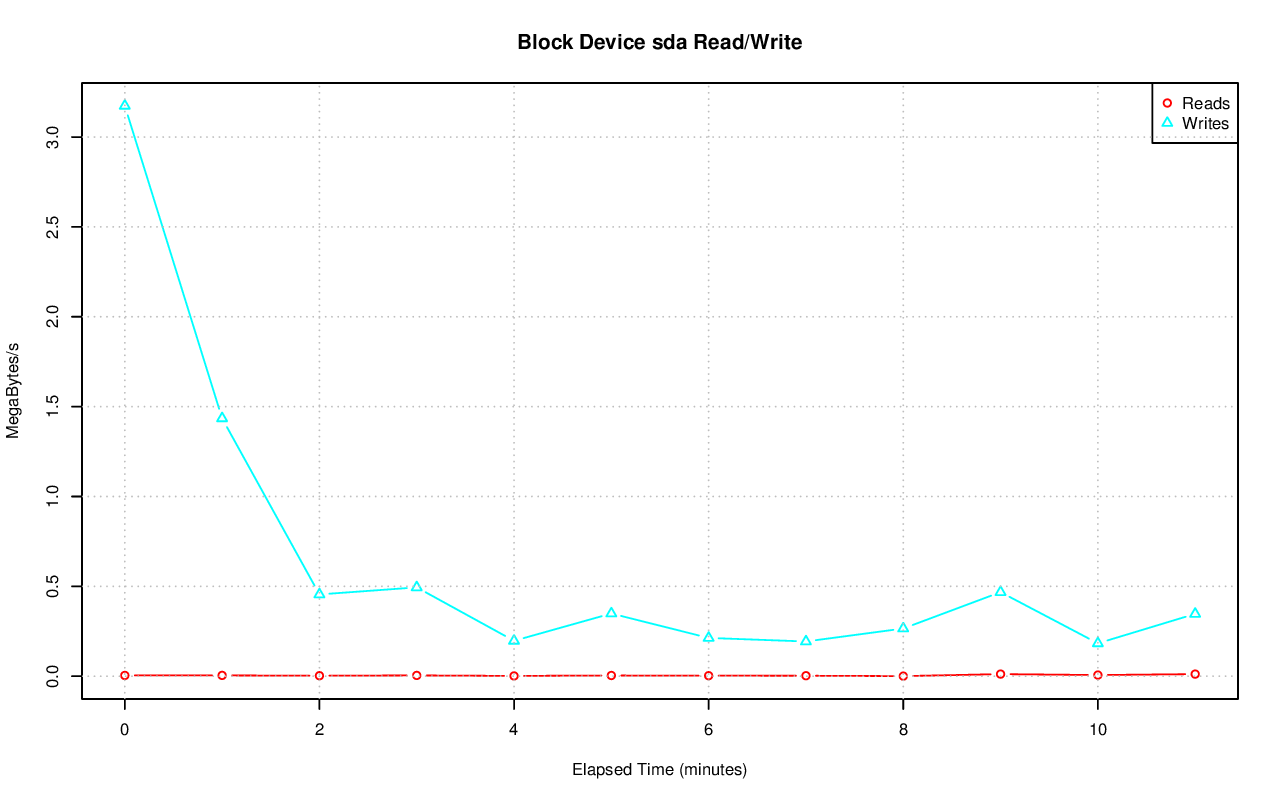 Block Device sda Read/Write
Reads
Writes
MegaBytes/s
3.0
2.5
2.0
1.5
1.0
0.5
0.0
0 2 4 6 8 10
Elapsed Time (minutes)